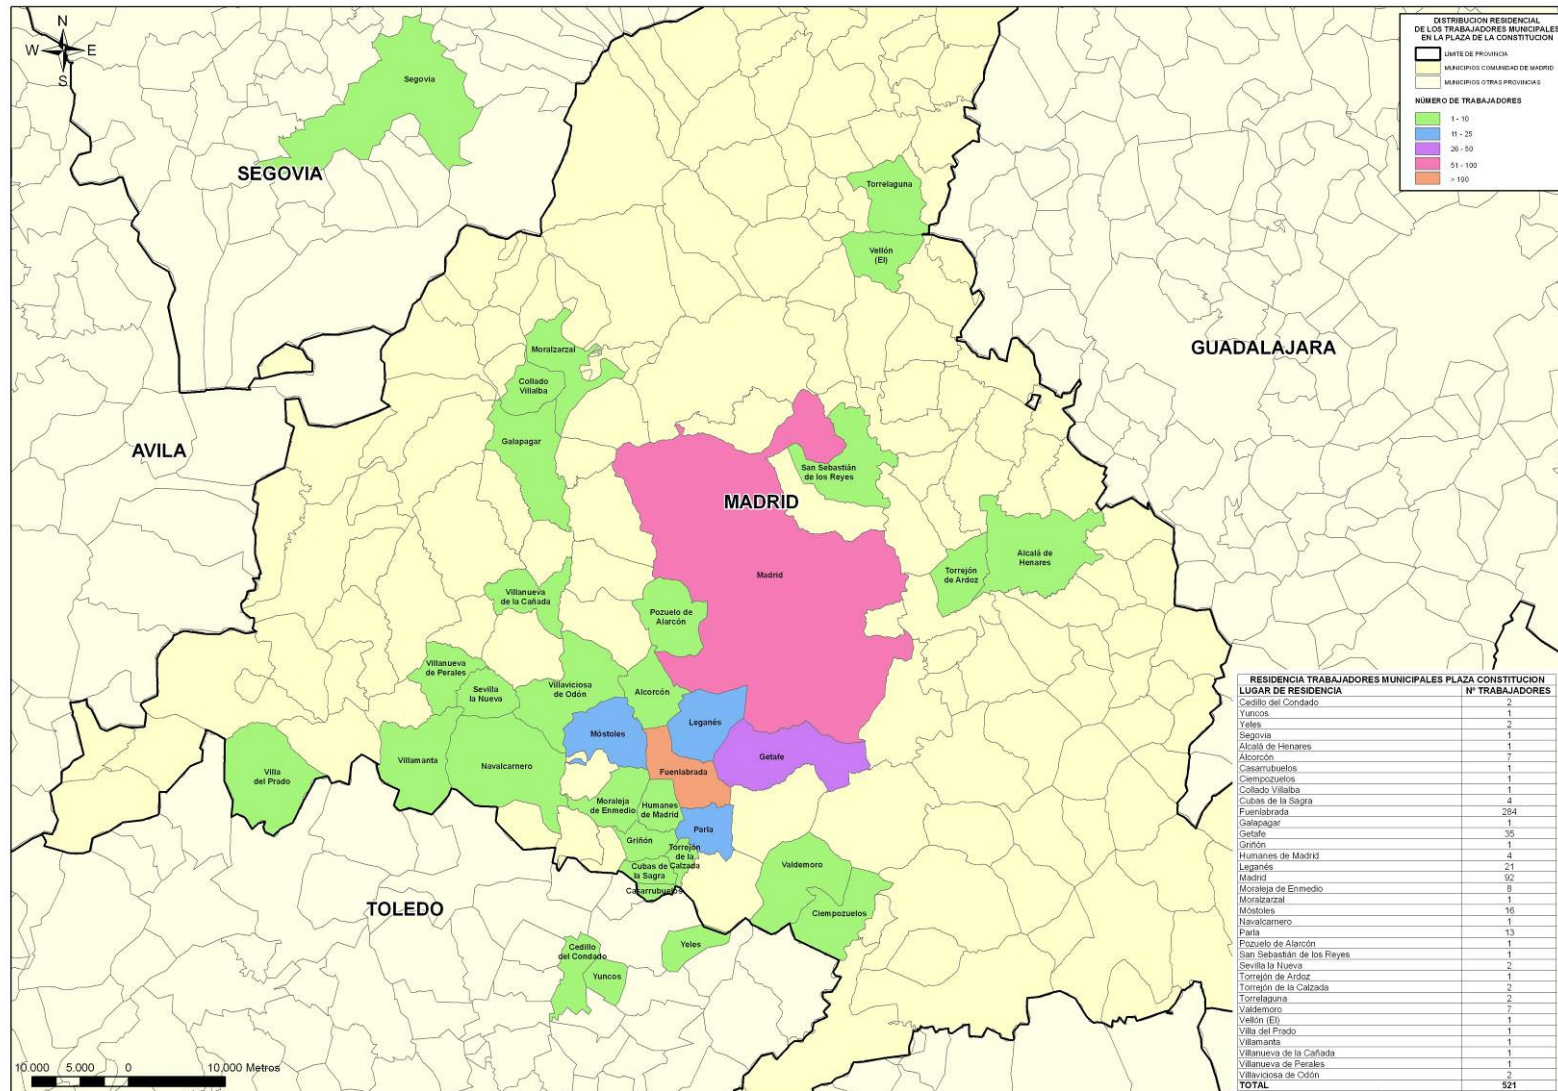 N
W E
S
DISTRIBUCION RESIDENCIAL
DE LOS TRABAJADORES MUNICIPALES
EN LA PLAZA DE LA CONSTITUCION
LIMITE DE PROVINCIA
MUNICIPIOS COMUNIDAD DE MADRID
MUNICIPIOS OTRAS PROVINCIAS
NÚMERO DE TRABAJADORES
1 - 10
11 - 25
26 - 50
51 - 100
> 100
Segovia
SEGOVIA
Torrelaguna
Vellón
(El)
GUADALAJARA
Moralzarzal
Collado
Villalba
Galapagar
AVILA
San Sebastián
de los Reyes
MADRID
Madrid
Alcalá de
Henares
Torrejón
de Ardoz
Villanueva
de la Cañada
Pozuelo de
Alarcón
Villanueva
de Perales
Sevilla
la Nueva
Villaviciosa
de Odón
Alcorcón
Leganés
Móstoles
Getafe
Villamanta
Navalcarnero
Villa
del Prado
Fuenlabrada
Moraleja
de Enmedio
Humanes
de Madrid
Parla
Griñón
Torrejón
de la
Calzada
Cubas de
la Sagra
Casarrubuelos
Valdemoro
Ciempozuelos
TOLEDO
Cedillo
del Condado
Yeles
Yuncos
10.000 5.000 0 10.000 Metros
RESIDENCIA TRABAJADORES MUNICIPALES PLAZA CONSTITUCION
LUGAR DE RESIDENCIA Nº TRABAJADORES
Cedillo del Condado 2
Yuncos 1
Yeles 2
Segovia 1
Alcalá de Henares 1
Alcorcón 7
Casarrubuelos 1
Ciempozuelos 1
Collado Villalba 1
Cubas de la Sagra 4
Fuenlabrada 284
Galapagar 1
Getafe 35
Griñón 1
Humanes de Madrid 4
Leganés 21
Madrid 92
Moraleja de Enmedio 8
Moralzarzal 1
Móstoles 16
Navalcarnero 1
Parla 13
Pozuelo de Alarcón 1
San Sebastián de los Reyes 1
Sevilla la Nueva 2
Torrejón de Ardoz 1
Torrejón de la Calzada 2
Torrelaguna 2
Valdemoro 7
Vellón (El) 1
Villa del Prado 1
Villamanta 1
Villanueva de la Cañada 1
Villanueva de Perales 1
Villaviciosa de Odón 2
TOTAL 521